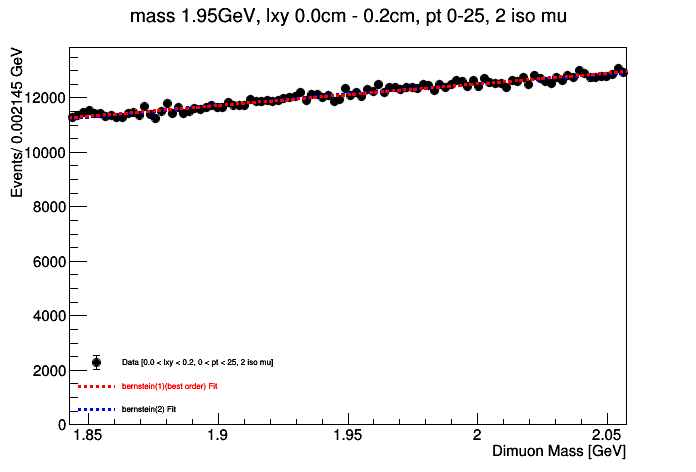 mass 1.95GeV, lxy 0.0cm - 0.2cm, pt 0-25, 2 iso mu
Events/ 0.002145 GeV
12000
10000
8000
6000
4000
2000
0
Data [0.0 < lxy < 0.2, 0 < pt < 25, 2 iso mu]
bernstein(1)(best order) Fit
bernstein(2) Fit
1.85
1.9
1.95
2
2.05
Dimuon Mass [GeV]